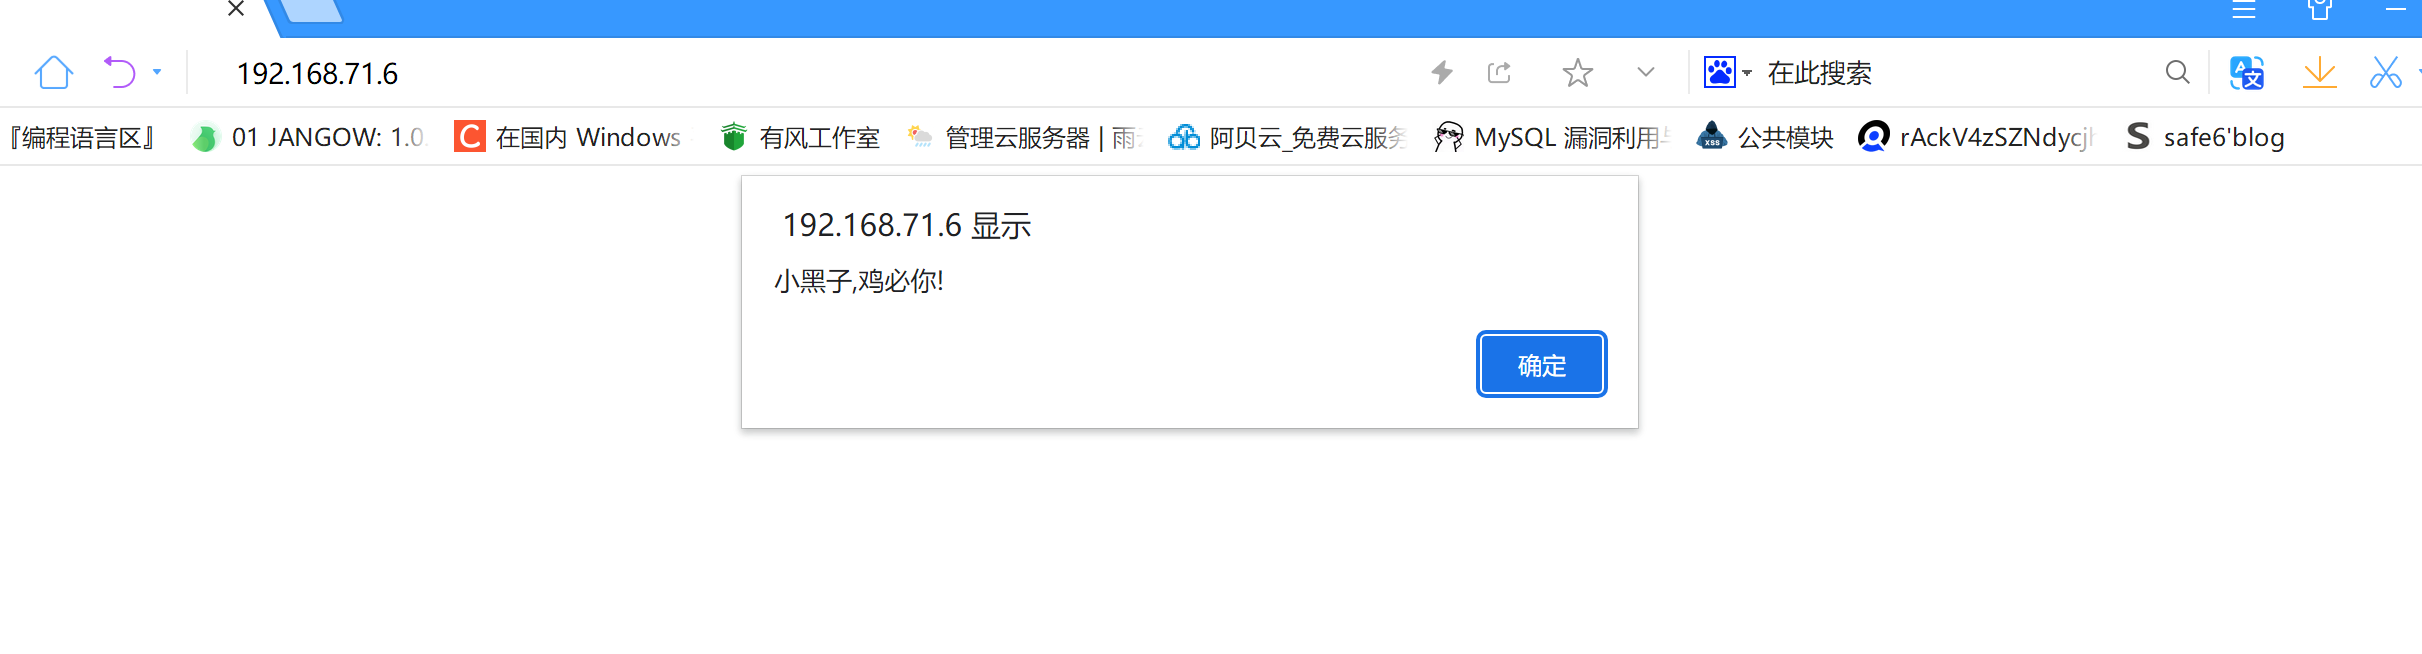 192.168.71.6
在此搜索
『编程语言区』 01 JANGOW: 1.0 在国内 Windows 有风工作室 管理云服务器 | 雨 阿贝云_免费云服务 MySQL 漏洞利用 公共模块 rAckV4zSZNdycj S safe6'blog
192.168.71.6 显示
小黑子,鸡必你!
确定